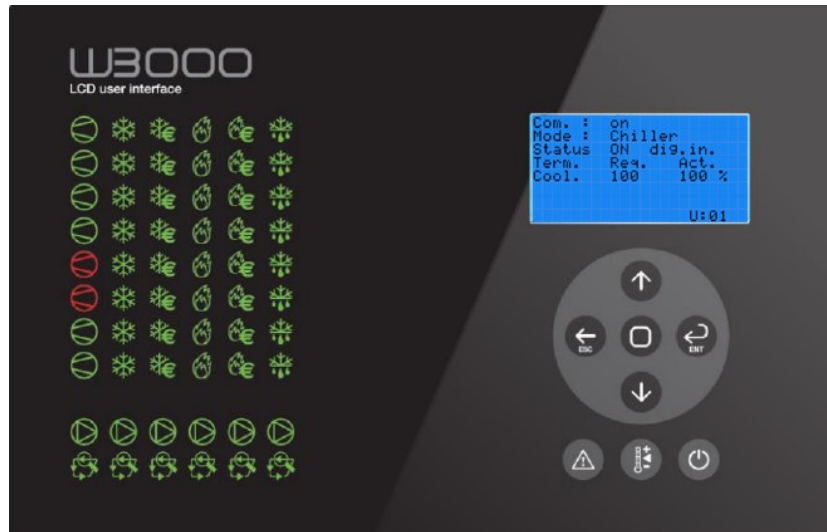 W3000
LCD user interface
Com. : on
Mode : Chiller
Status ON dig.in.
Term. Req. Act.
Cool. 100 100 %
U:01
ESC
ENT